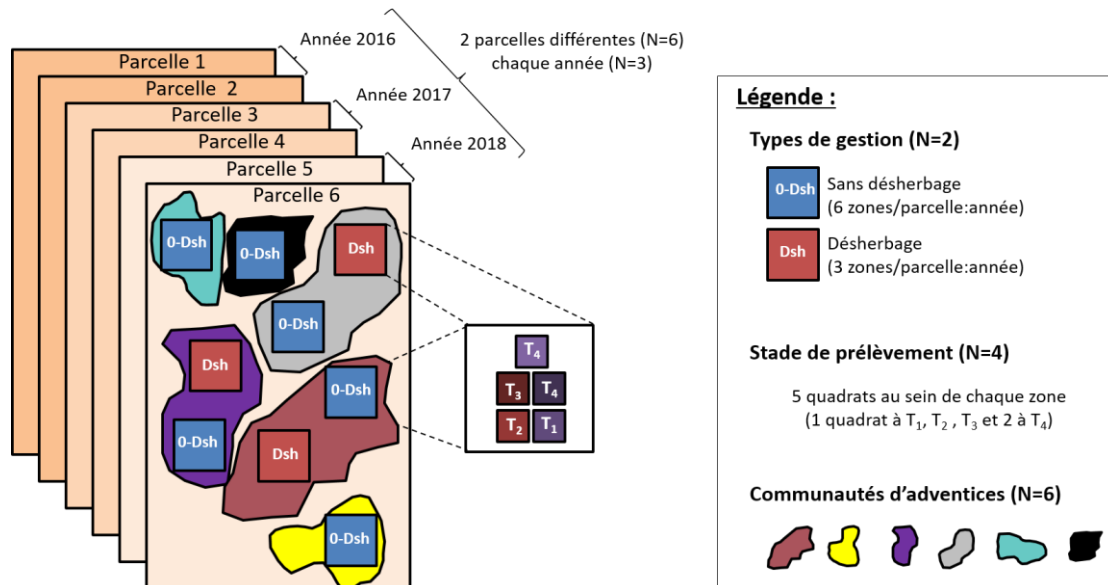 Année 2016
2 parcelles différentes (N=6)
chaque année (N=3)
Parcelle 1
Parcelle 2
Année 2017
Parcelle 3
Parcelle 4
Année 2018
Parcelle 5
Parcelle 6
0-Dsh
0-Dsh
Dsh
0-Dsh
Dsh
0-Dsh
0-Dsh
Dsh
0-Dsh
T4
T3 T4
T2 T1
Légende :
Types de gestion (N=2)
0-Dsh
Sans désherbage
(6 zones/parcelle:année)
Dsh
Désherbage
(3 zones/parcelle:année)
Stade de prélèvement (N=4)
5 quadrats au sein de chaque zone
(1 quadrat à T1, T2 , T3 et 2 à T4)
Communautés d'adventices (N=6)